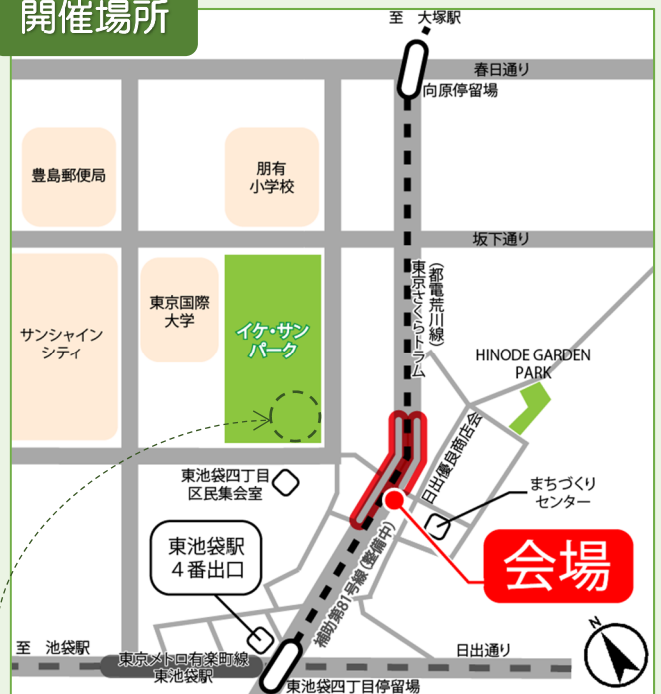 開催場所
至　大塚駅
春日通り
向原停留場
豊島郵便局
朋有
小学校
坂下通り
東京さくらトラム
（都電荒川線）
サンシャイン
シティ
東京国際
大学
イケ・サン
パーク
HINODE GARDEN
PARK
日出優良商店会
東池袋四丁目
区民集会室
まちづくり
センター
東池袋駅
４番出口
会場
補助第81号線（整備中）
N
至　池袋駅
東京メトロ有楽町線
東池袋駅
日出通り
東池袋四丁目停留場